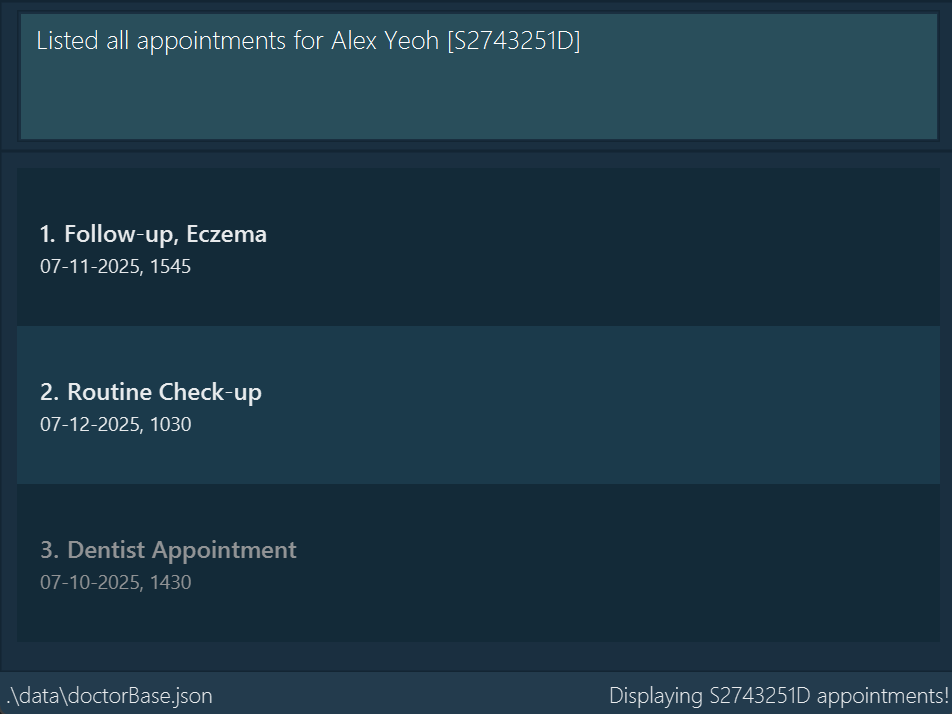 Listed all appointments for Alex Yeoh [S2743251D]
1. Follow-up, Eczema
07-11-2025, 1545
2. Routine Check-up
07-12-2025, 1030
3. Dentist Appointment
07-10-2025, 1430
.\data\doctorBase.json
Displaying S2743251D appointments!